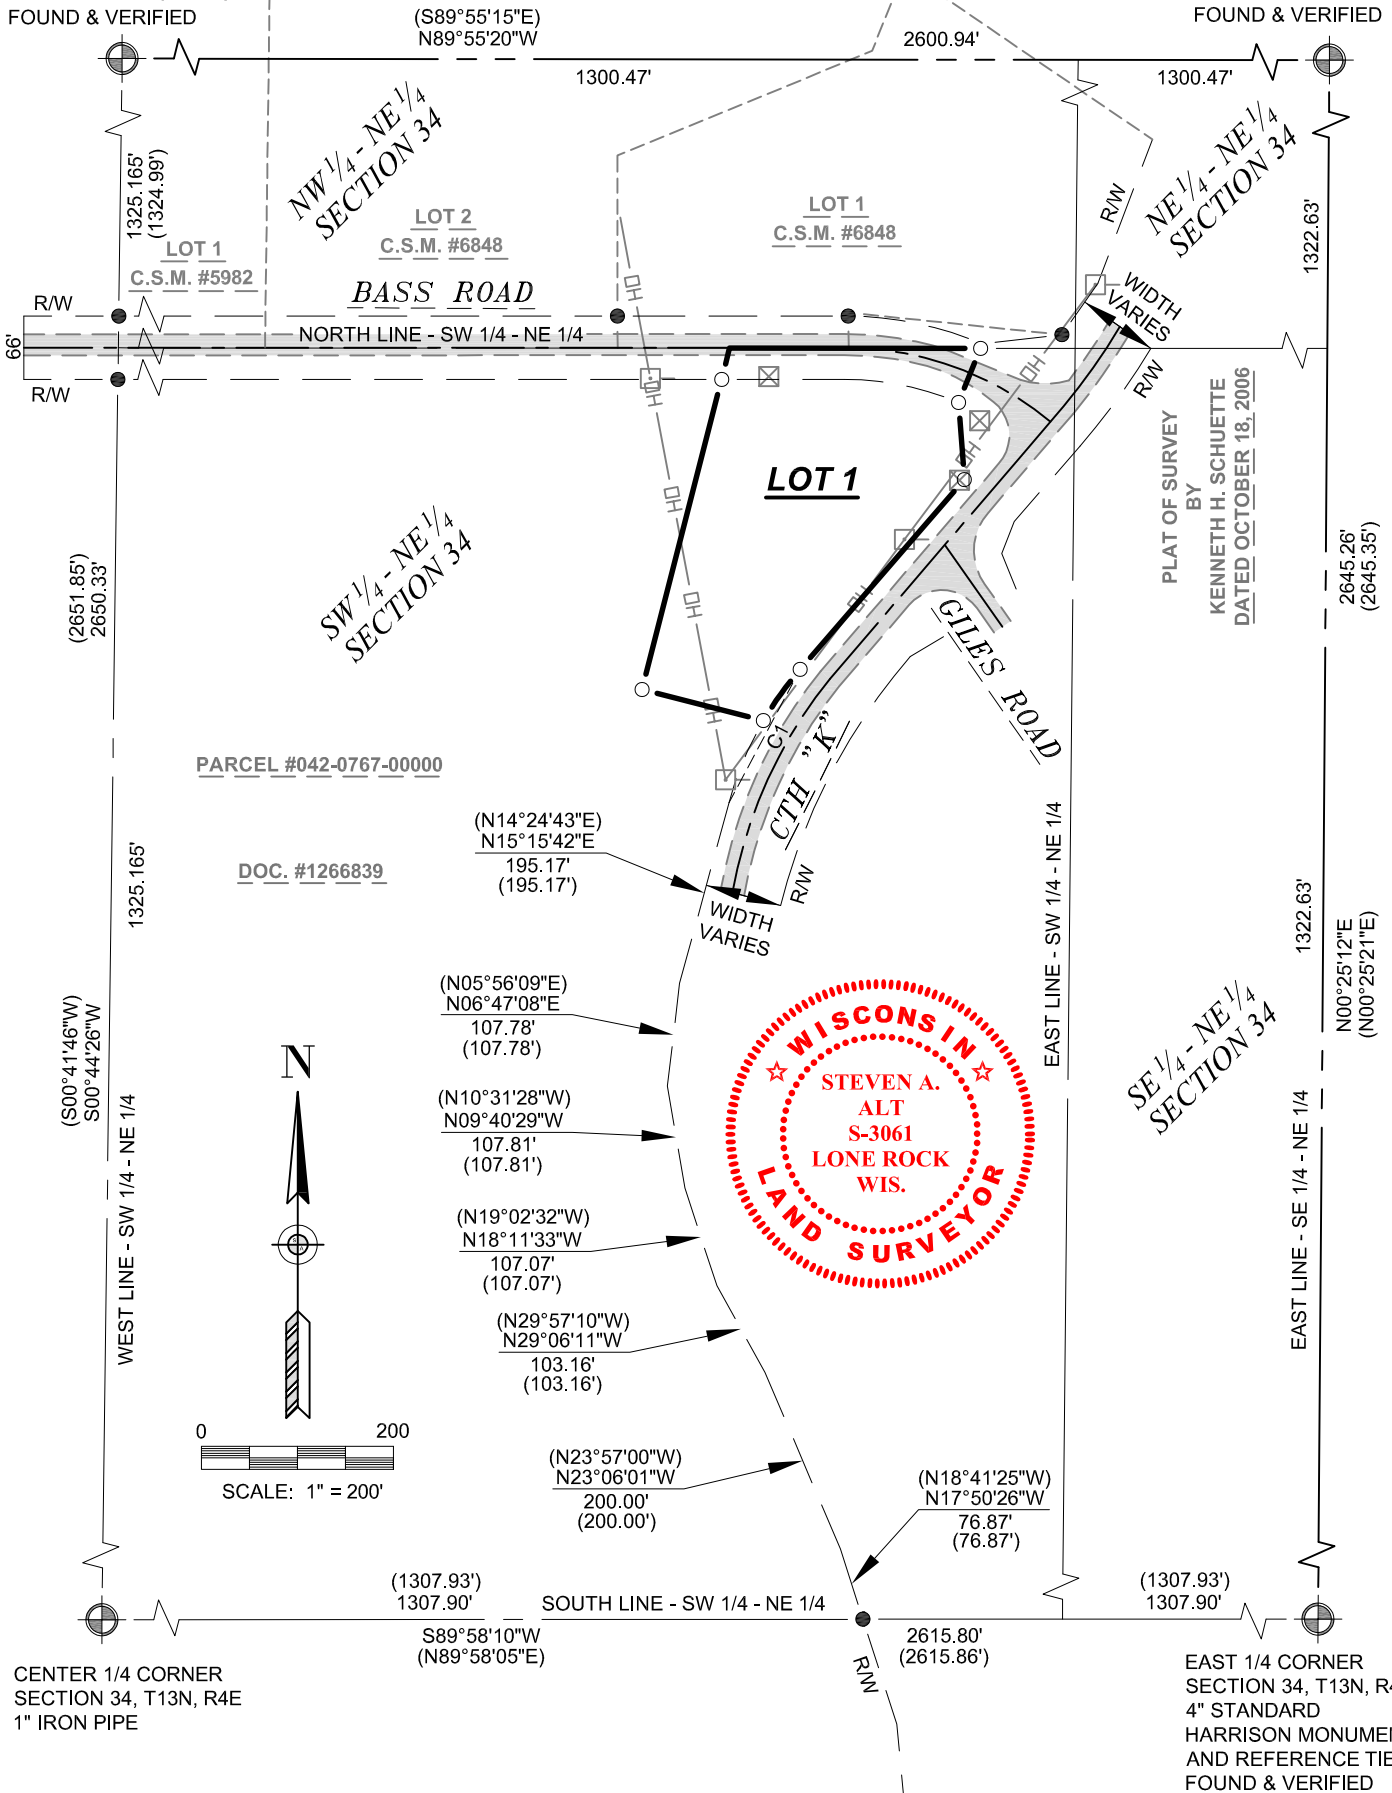 FOUND & VERIFIED
(S89°55'15"E)
N89°55'20"W
2600.94'
FOUND & VERIFIED
1300.47'
1300.47'
1325.165'
(1324.99')
NW 1/4 - NE 1/4
SECTION 34
NE 1/4 - NE 1/4
SECTION 34
1322.63'
LOT 1
C.S.M. #5982
LOT 2
C.S.M. #6848
LOT 1
C.S.M. #6848
R/W
R/W
BASS ROAD
WIDTH
VARIES
NORTH LINE - SW 1/4 - NE 1/4
66'
R/W
R/W
OH
OH
OH
OH
OH
OH
OH
OH
LOT 1
PLAT OF SURVEY
BY
KENNETH H. SCHUETTE
DATED OCTOBER 18, 2006
SW 1/4 - NE 1/4
SECTION 34
(2651.85')
2650.33'
2645.26'
(2645.35')
GILES ROAD
C1
CTH "K"
PARCEL #042-0767-00000
DOC. #1266839
1325.165'
(N14°24'43"E)
N15°15'42"E
195.17'
(195.17')
R/W
WIDTH
VARIES
EAST LINE - SW 1/4 - NE 1/4
1322.63'
N00°25'12"E
(N00°25'21"E)
(S00°41'46"W)
S00°44'26"W
(N05°56'09"E)
N06°47'08"E
107.78'
(107.78')
SE 1/4 - NE 1/4
SECTION 34
N
WISCONSIN
STEVEN A.
ALT
S-3061
LONE ROCK
WIS.
LAND SURVEYOR
(N10°31'28"W)
N09°40'29"W
107.81'
(107.81')
WEST LINE - SW 1/4 - NE 1/4
EAST LINE - SE 1/4 - NE 1/4
(N19°02'32"W)
N18°11'33"W
107.07'
(107.07')
(N29°57'10"W)
N29°06'11"W
103.16'
(103.16')
0 200
SCALE: 1" = 200'
(N23°57'00"W)
N23°06'01"W
200.00'
(200.00')
(N18°41'25"W)
N17°50'26"W
76.87'
(76.87')
(1307.93')
1307.90'
SOUTH LINE - SW 1/4 - NE 1/4
(1307.93')
1307.90'
S89°58'10"W
(N89°58'05"E)
2615.80'
(2615.86')
R/W
CENTER 1/4 CORNER
SECTION 34, T13N, R4E
1" IRON PIPE
EAST 1/4 CORNER
SECTION 34, T13N, R4
4" STANDARD
HARRISON MONUME
AND REFERENCE TIE
FOUND & VERIFIED